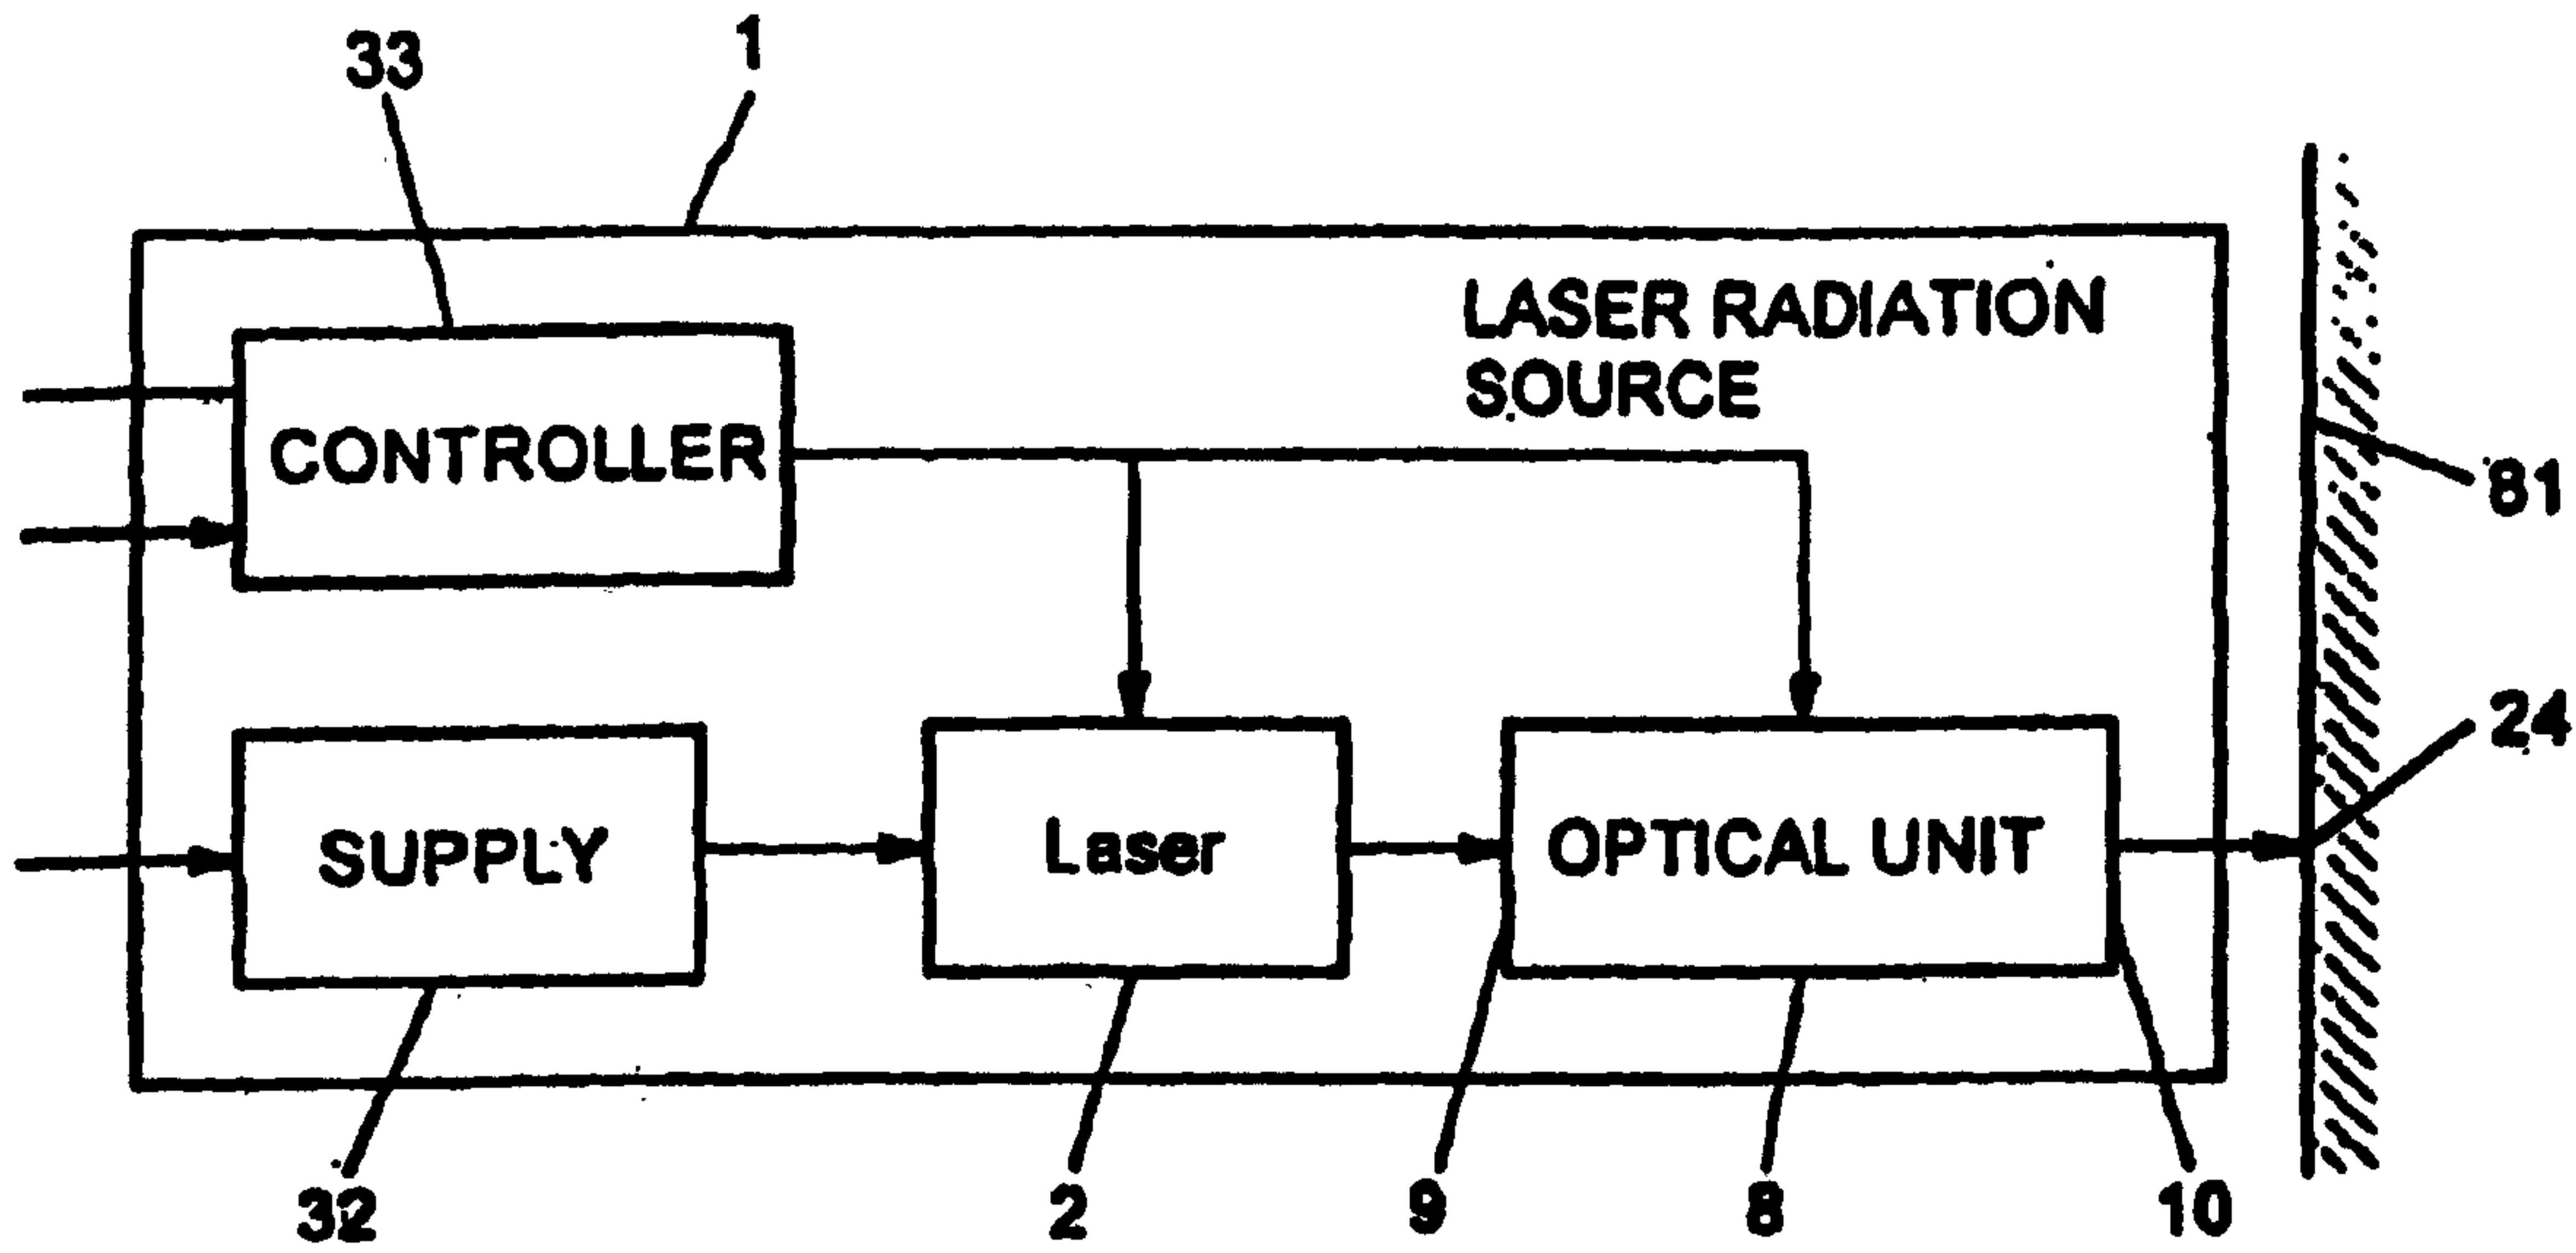 33
1
LASER RADIATION
SOURCE
CONTROLLER
81
24
SUPPLY
Laser
OPTICAL UNIT
32
2
9
8
10